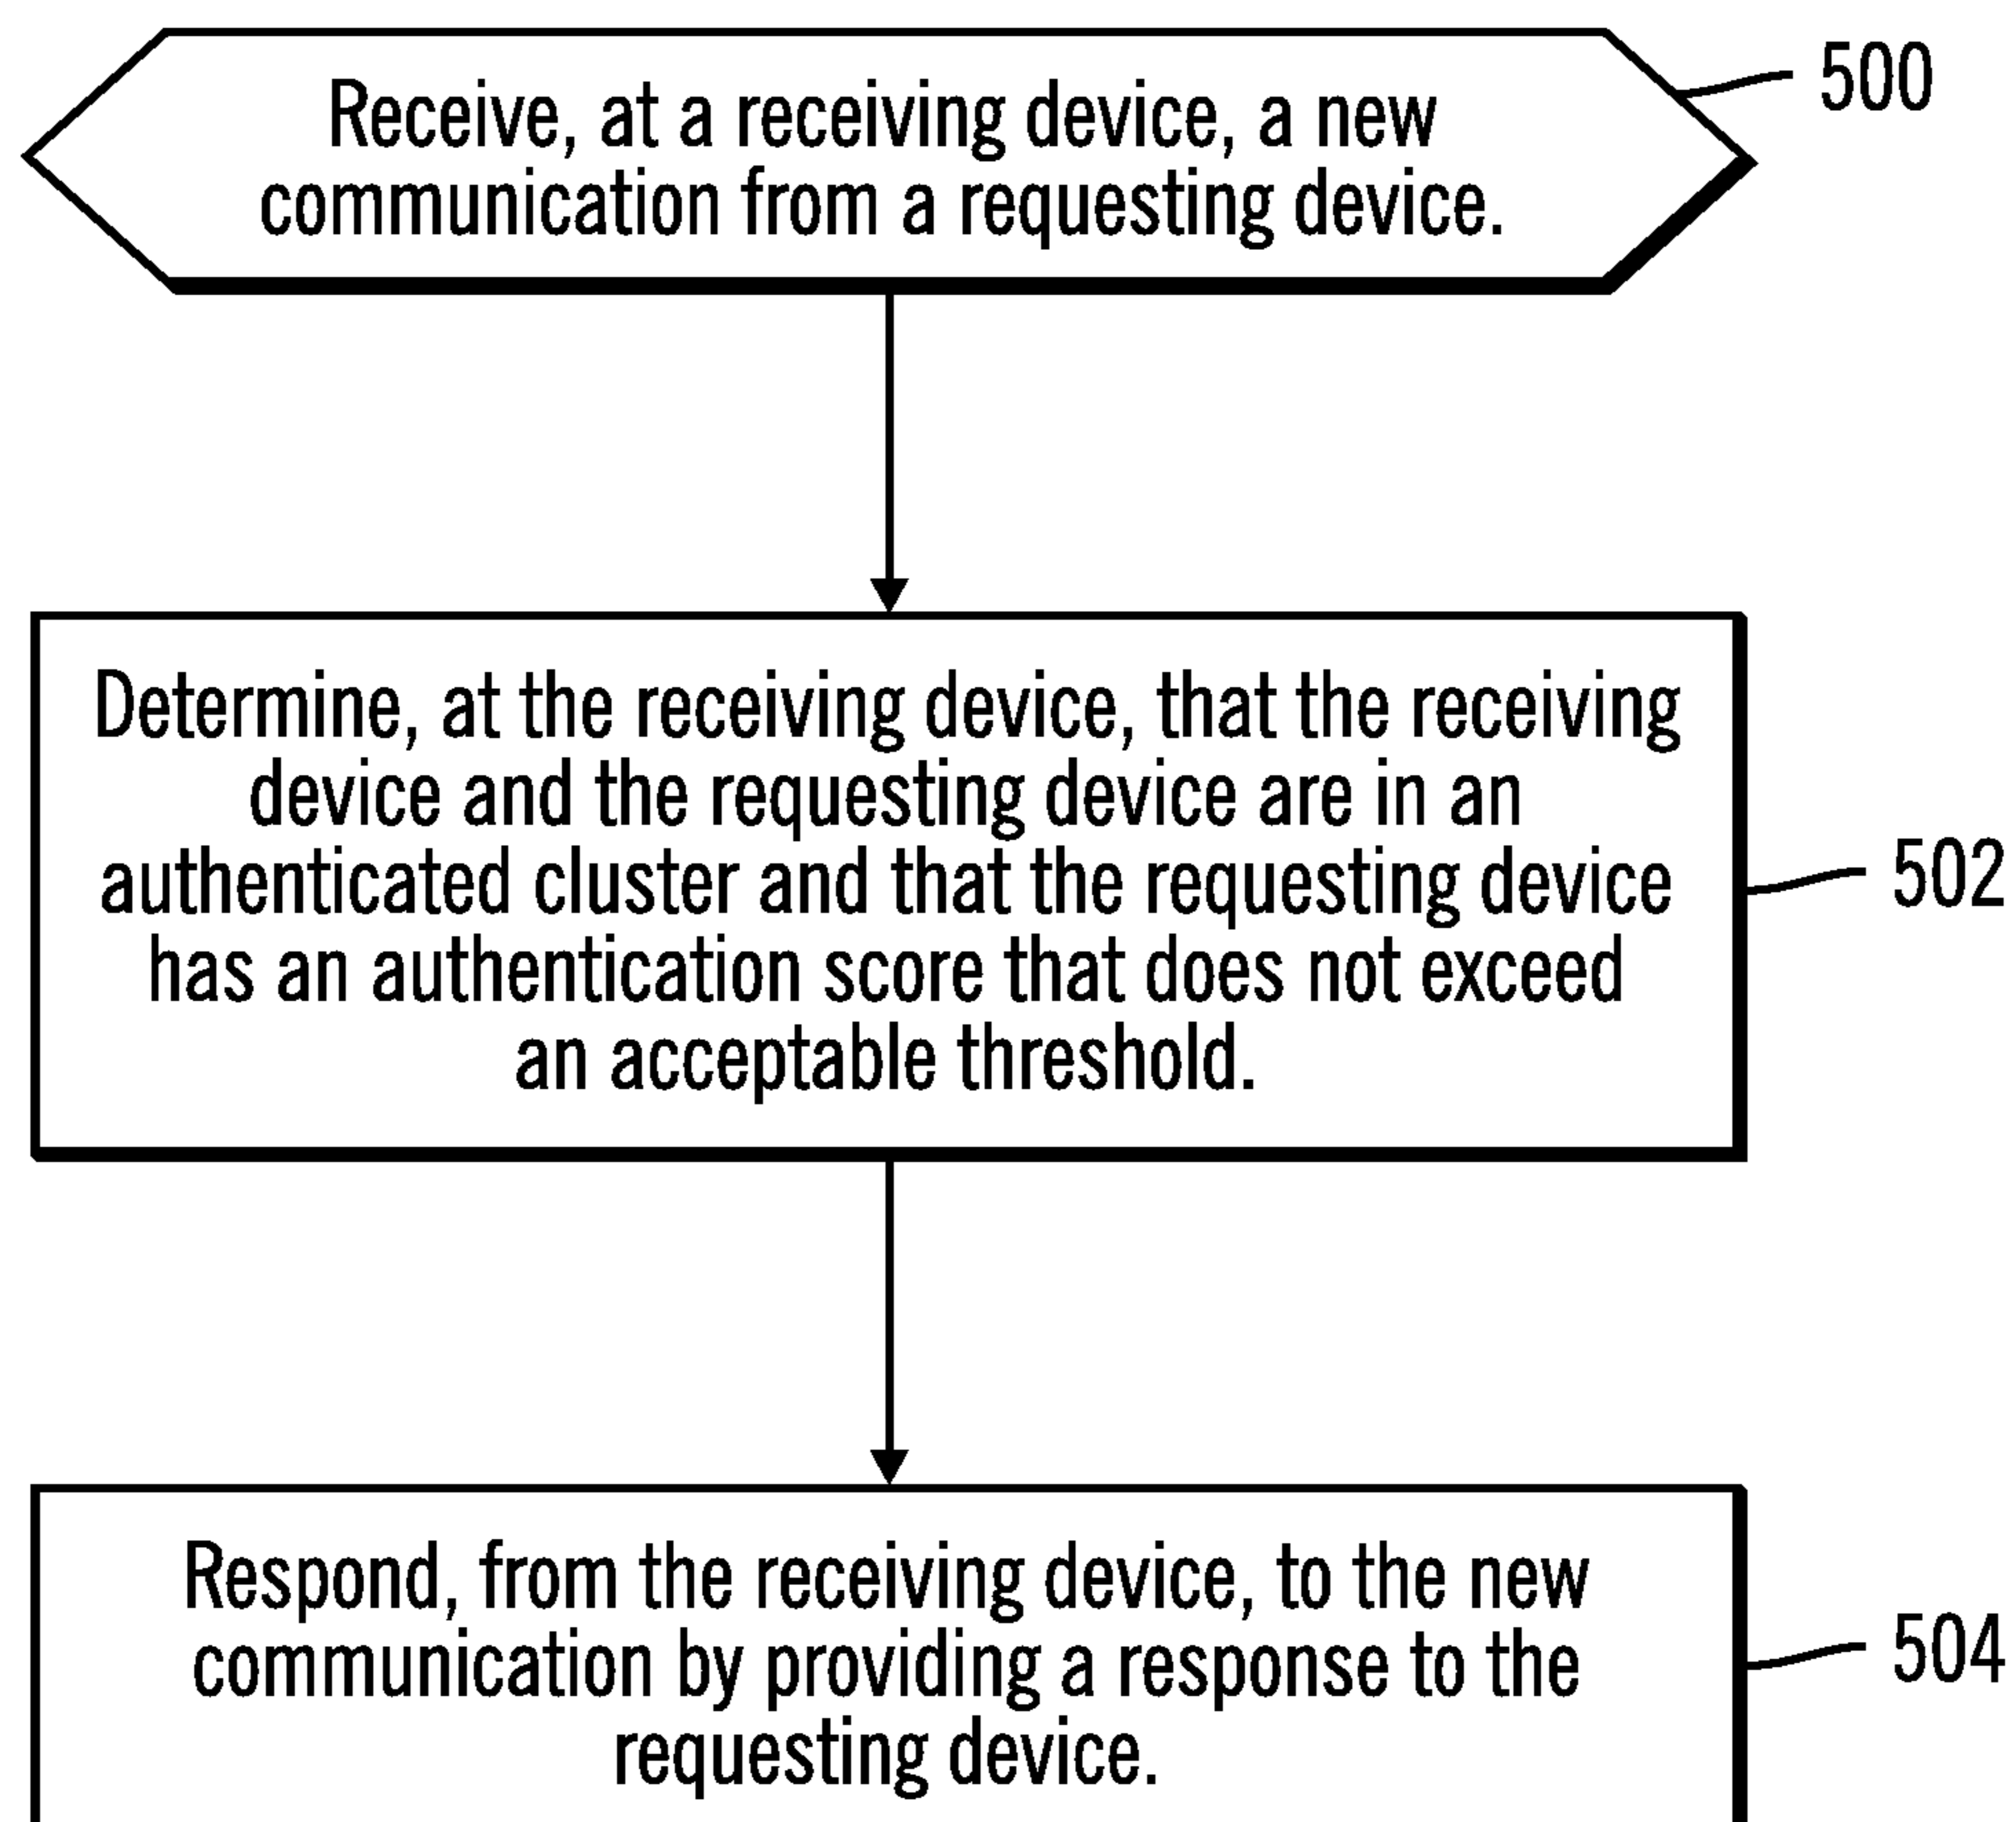 Receive, at a receiving device, a new
communication from a requesting device.
500
Determine, at the receiving device, that the receiving
device and the requesting device are in an
authenticated cluster and that the requesting device
has an authentication score that does not exceed
an acceptable threshold.
502
Respond, from the receiving device, to the new
communication by providing a response to the
requesting device.
504